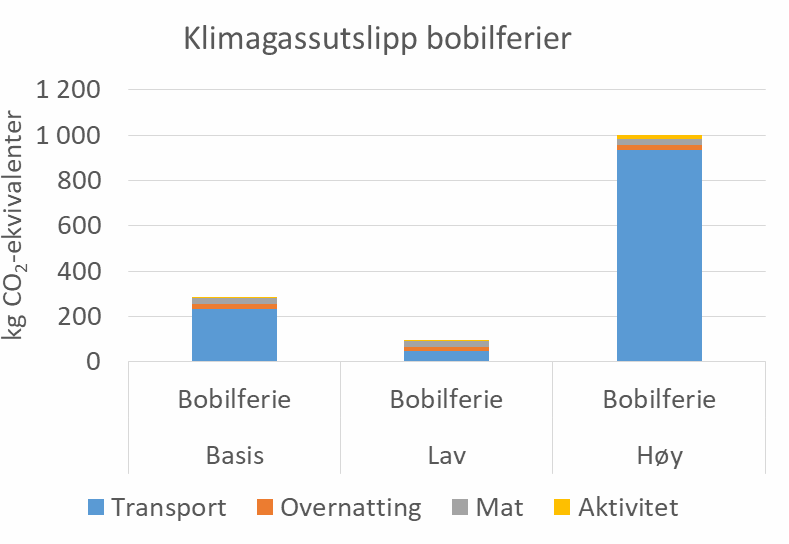 Klimagassutslipp bobilferier
kg CO₂-ekvivalenter
1 200
1 000
800
600
400
200
0
Bobilferie Bobilferie Bobilferie
Basis Lav Høy
Transport Overnatting Mat Aktivitet